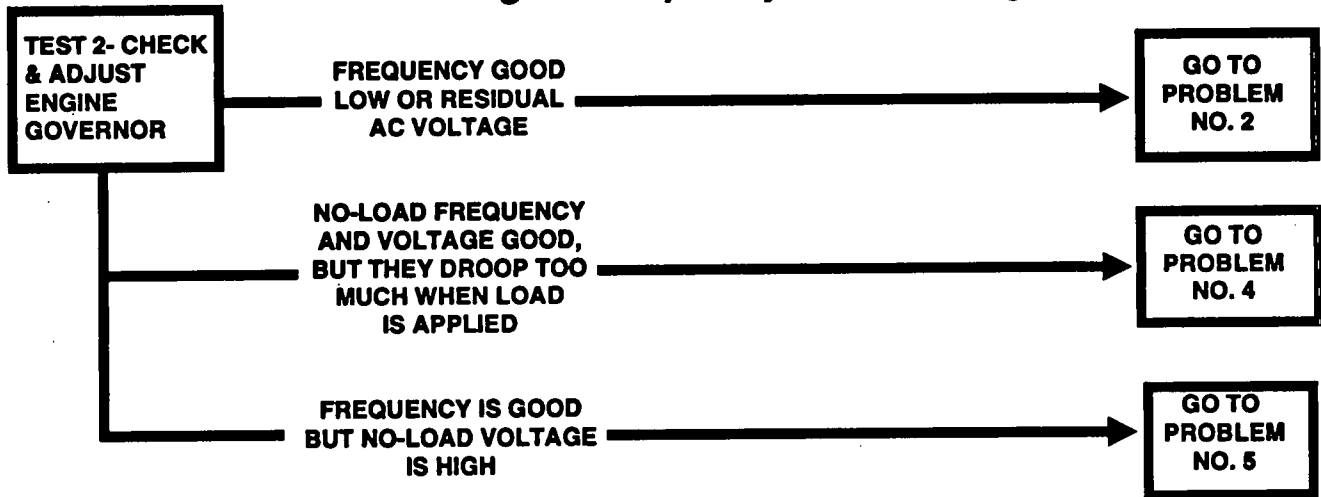 TEST 2- CHECK
& ADJUST
ENGINE
GOVERNOR
FREQUENCY GOOD
LOW OR RESIDUAL
AC VOLTAGE
GO TO
PROBLEM
NO. 2
NO-LOAD FREQUENCY
AND VOLTAGE GOOD,
BUT THEY DROOP TOO
MUCH WHEN LOAD
IS APPLIED
GO TO
PROBLEM
NO. 4
FREQUENCY IS GOOD
BUT NO-LOAD VOLTAGE
IS HIGH
GO TO
PROBLEM
NO. 5